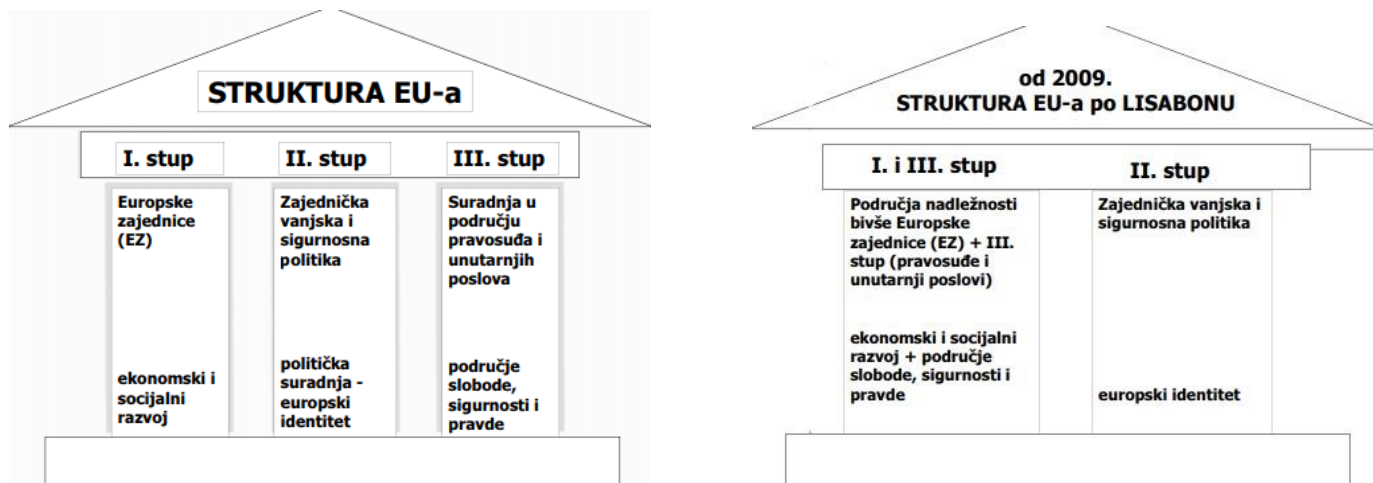 STRUKTURA EU-a
I. stup
II. stup
III. stup
Europske
zajednice
(EZ)
ekonomski i
socijalni
razvoj
Zajednička
vanjska i
sigurnosna
politika
politička
suradnja -
europski
identitet
Suradnja u
području
pravosuđa i
unutarnjih
poslova
područje
slobode,
sigurnosti i
pravde
od 2009.
STRUKTURA EU-a po LISABONU
I. i III. stup
II. stup
Područja nadležnosti
bivše Europske
zajednice (EZ) + III.
stup (pravosuđe i
unutarnji poslovi)
ekonomski i socijalni
razvoj + područje
slobode, sigurnosti i
pravde
Zajednička vanjska i
sigurnosna politika
europski identitet